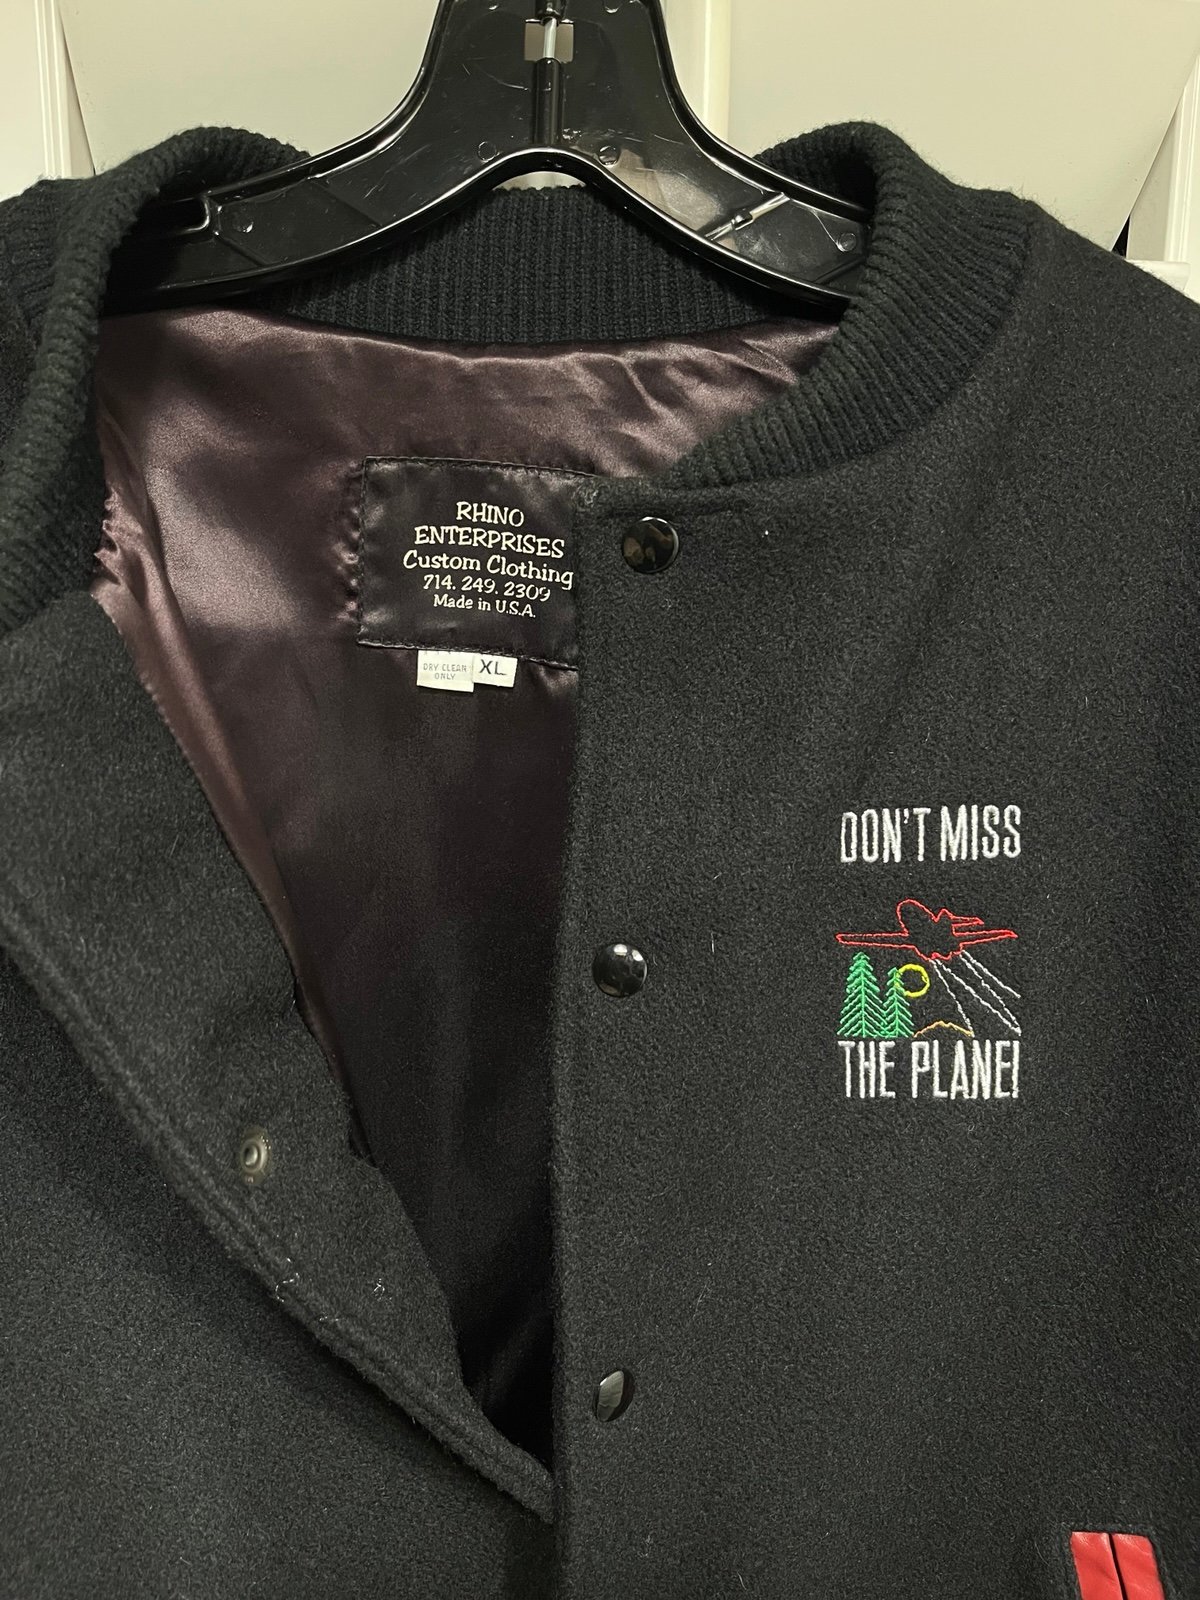 RHINO
ENTERPRISES
Custom Clothing
714. 249. 2309
Made in U.S.A.
DRY CLEAN
ONLY
XL
DON'T MISS
THE PLANE!